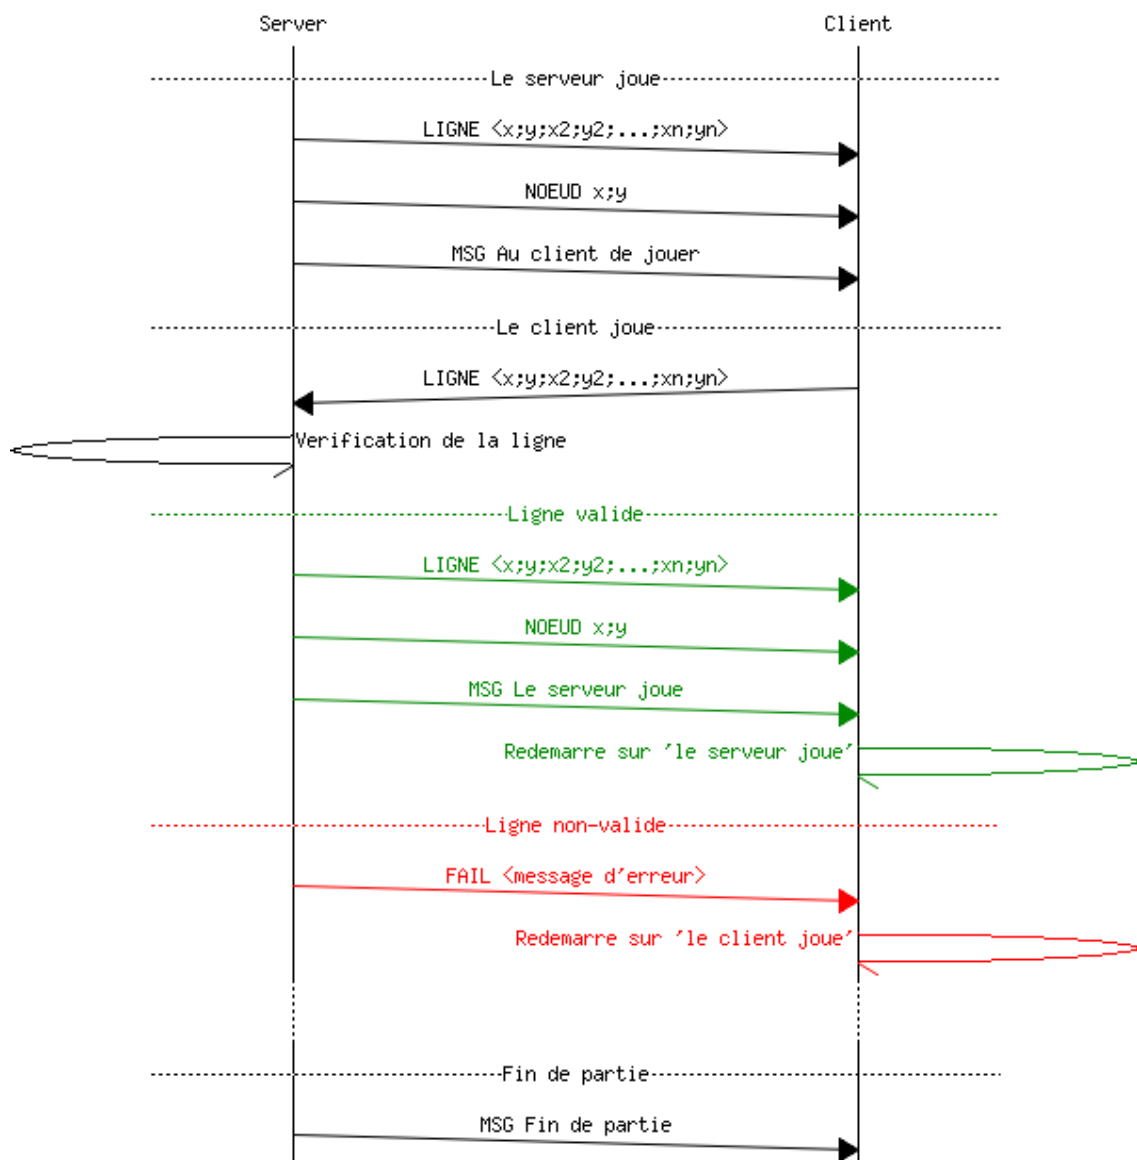 Server
Client
Le serveur joue
LIGNE <x;y;x2;y2;...;xn;yn>
NOEUD x;y
MSG Au client de jouer
Le client joue
LIGNE <x;y;x2;y2;...;xn;yn>
Verification de la ligne
Ligne valide
LIGNE <x;y;x2;y2;...;xn;yn>
NOEUD x;y
MSG Le serveur joue
Redemarre sur 'le serveur joue'
Ligne non-valide
FAIL <message d'erreur>
Redemarre sur 'le client joue'
Fin de partie
MSG Fin de partie